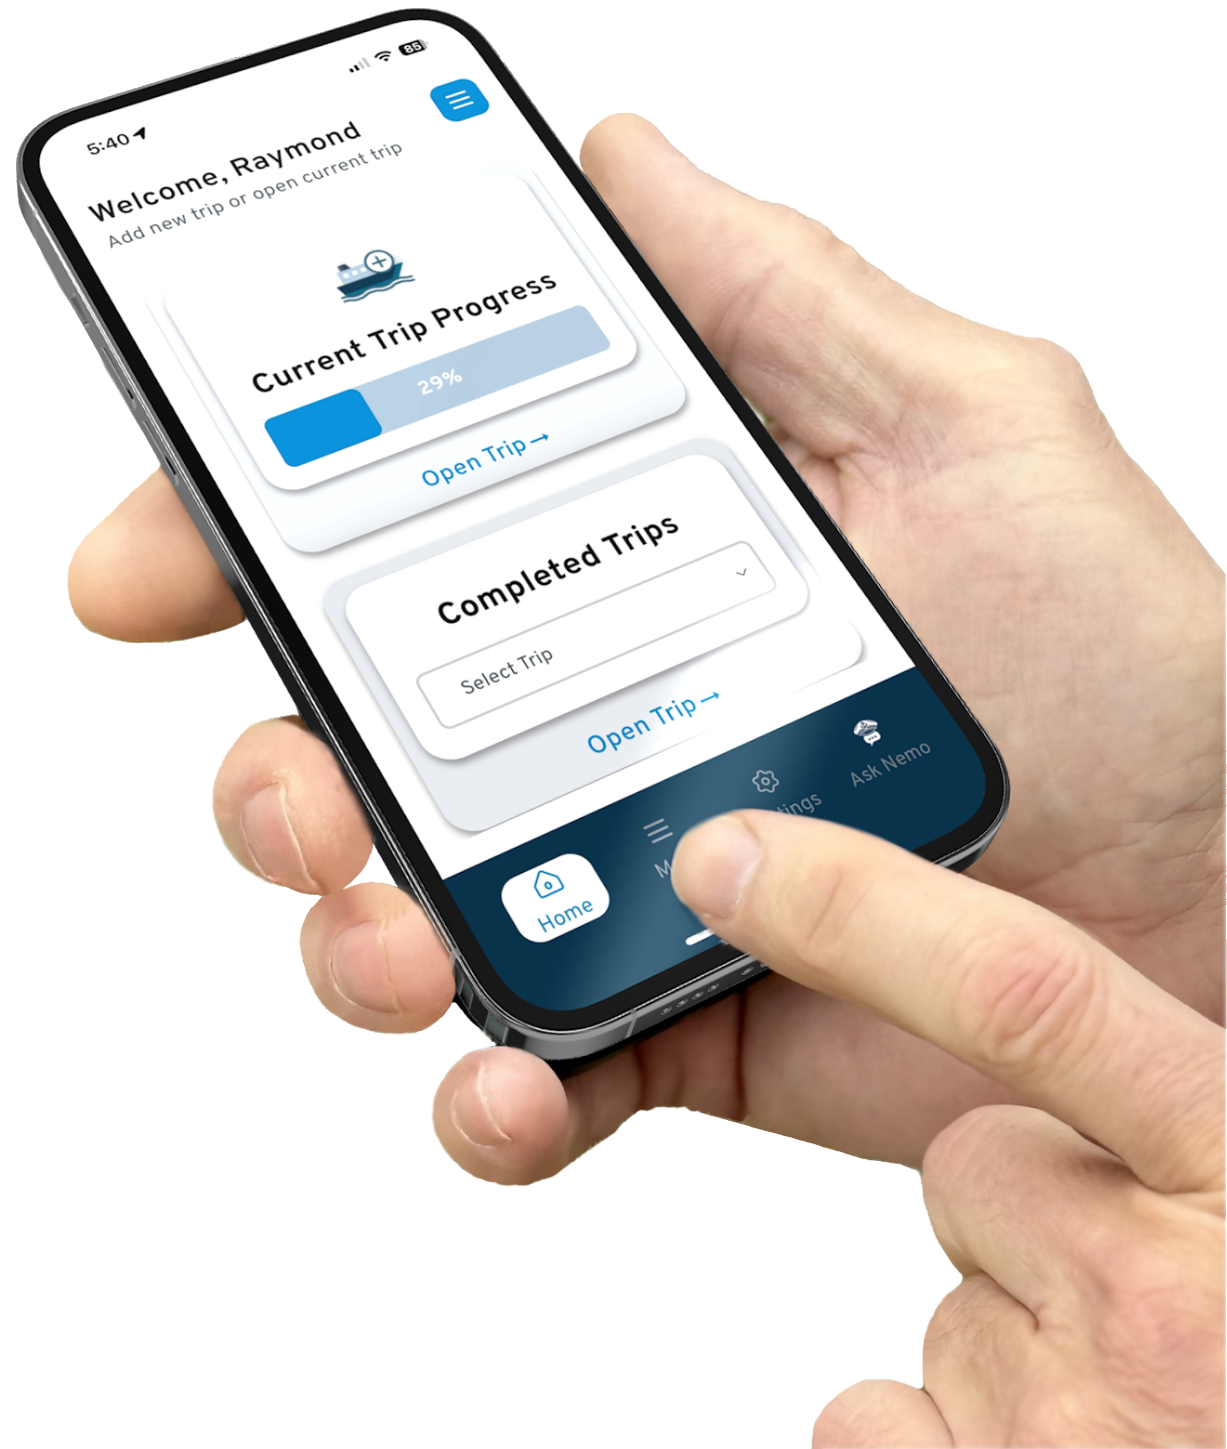 5:40
85
Welcome, Raymond
Add new trip or open current trip
Current Trip Progress
29%
Open Trip→
Completed Trips
Select Trip
Open Trip→
Home
Ask Nemo